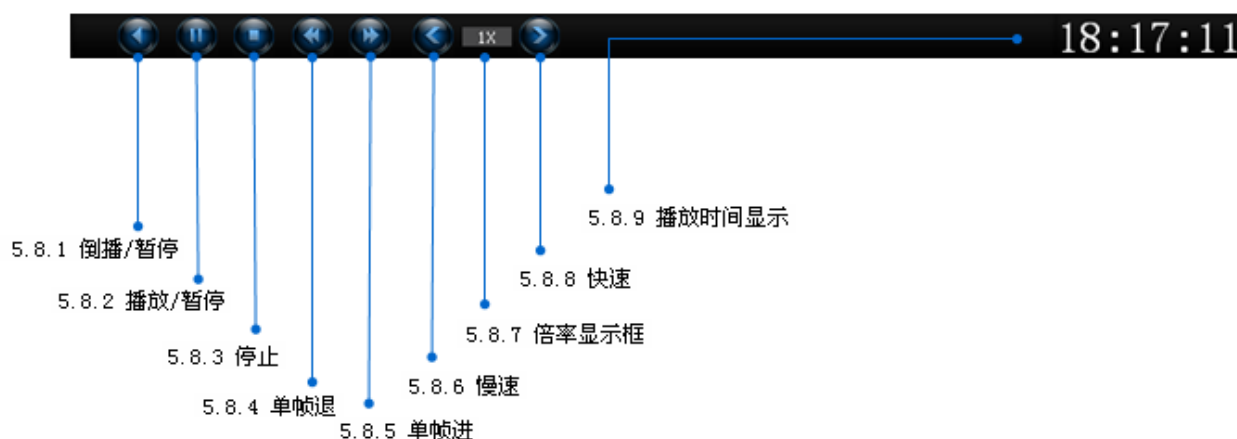 1X
18:17:11
5.8.9 播放时间显示
5.8.1 倒播/暂停
5.8.8 快速
5.8.2 播放/暂停
5.8.7 倍率显示框
5.8.3 停止
5.8.6 慢速
5.8.4 单帧退
5.8.5 单帧进